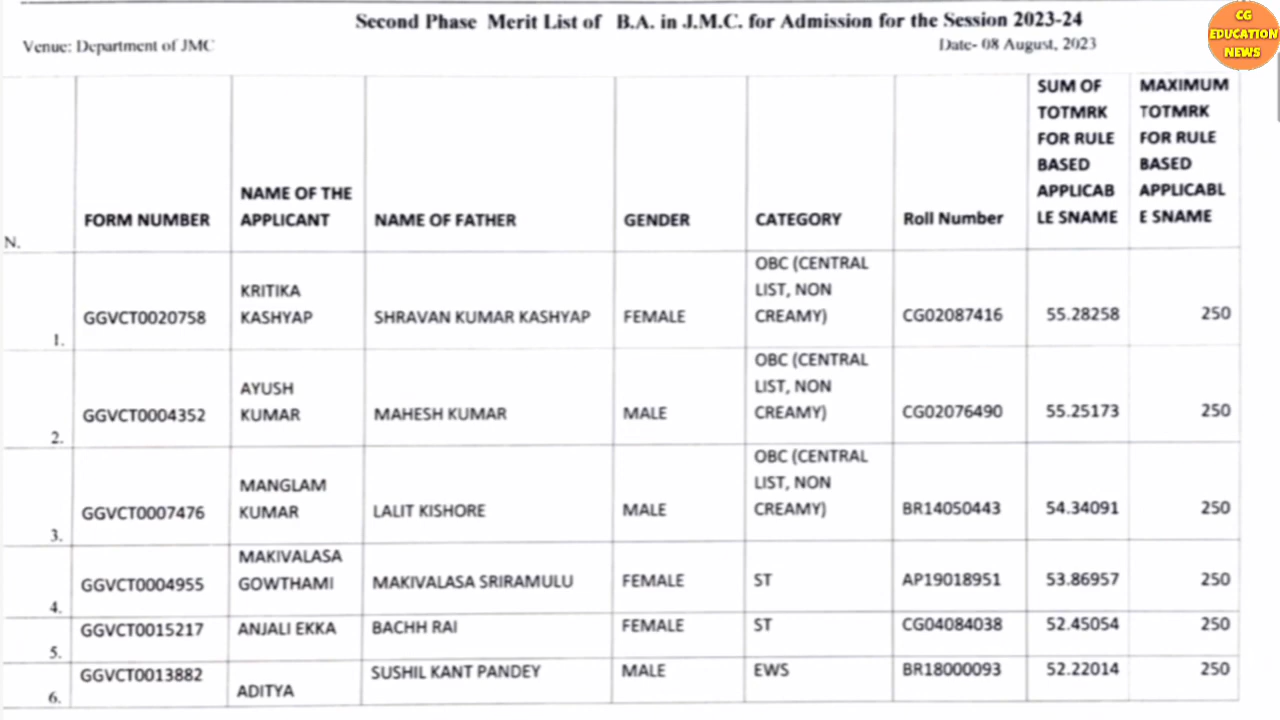 Second Phase Merit List of B.A. in J.M.C. for Admission for the Session 2023-24
CG
EDUCATION
NEWS
Venue: Department of JMC
Date- 08 August, 2023
N.
FORM NUMBER
NAME OF THE
APPLICANT
NAME OF FATHER
GENDER
CATEGORY
Roll Number
SUM OF
TOTMRK
FOR RULE
BASED
APPLICAB
LE SNAME
MAXIMUM
TOTMRK
FOR RULE
BASED
APPLICABL
E SNAME
1.
GGVCT0020758
KRITIKA
KASHYAP
SHRAVAN KUMAR KASHYAP
FEMALE
OBC (CENTRAL
LIST, NON
CREAMY)
CG02087416
55.28258
250
2.
GGVCT0004352
AYUSH
KUMAR
MAHESH KUMAR
MALE
OBC (CENTRAL
LIST, NON
CREAMY)
CG02076490
55.25173
250
3.
GGVCT0007476
MANGLAM
KUMAR
LALIT KISHORE
MALE
OBC (CENTRAL
LIST, NON
CREAMY)
BR14050443
54.34091
250
4.
GGVCT0004955
MAKIVALASA
GOWTHAMI
MAKIVALASA SRIRAMULU
FEMALE
ST
AP19018951
53.86957
250
5.
GGVCT0015217
ANJALI EKKA
BACHH RAI
FEMALE
ST
CG04084038
52.45054
250
6.
GGVCT0013882
ADITYA
SUSHIL KANT PANDEY
MALE
EWS
BR18000093
52.22014
250